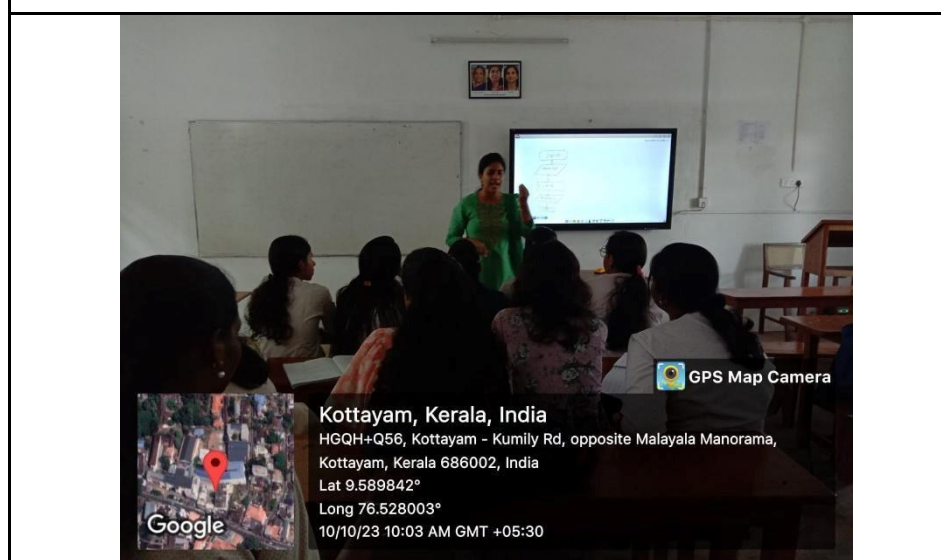 GPS Map Camera
Kottayam, Kerala, India
HGQH+Q56, Kottayam - Kumily Rd, opposite Malayala Manorama,
Kottayam, Kerala 686002, India
Lat 9.589842°
Long 76.528003°
10/10/23 10:03 AM GMT +05:30
Google